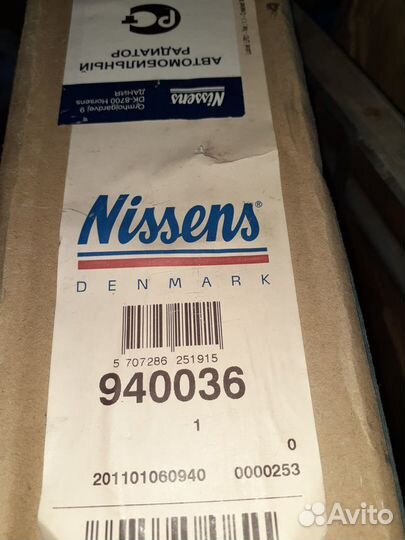 АВТОМОБИЛЬНЫЙ
РАДИАТОР
Nissens
Ormhojgardvej 9
DK-8700 Horsens
ДАНИЯ
Nissens®
DENMARK
5 707286 251915
940036
1
0
201101060940 0000253
Avito